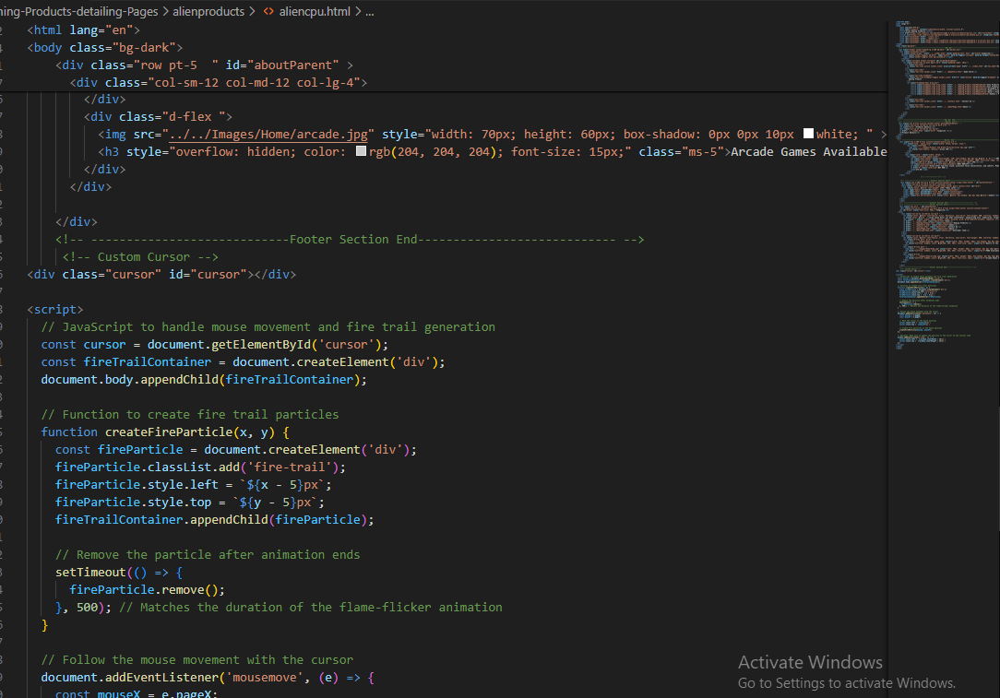 ning-Products-detailing-Pages > alienproducts > <> aliencpu.html > ...
<html lang="en">
<body class="bg-dark">
<div class="row pt-5  " id="aboutParent" >
<div class="col-sm-12 col-md-12 col-lg-4">
</div>
<div class="d-flex ">
<img src="../../Images/Home/arcade.jpg" style="width: 70px; height: 60px; box-shadow: 0px 0px 10px white; " >
<h3 style="overflow: hidden; color: rgb(204, 204, 204); font-size: 15px;" class="ms-5">Arcade Games Available
</div>
</div>
</div>
<!-- ----------------------------Footer Section End---------------------------- -->
<!-- Custom Cursor -->
<div class="cursor" id="cursor"></div>
<script>
// JavaScript to handle mouse movement and fire trail generation
const cursor = document.getElementById('cursor');
const fireTrailContainer = document.createElement('div');
document.body.appendChild(fireTrailContainer);
// Function to create fire trail particles
function createFireParticle(x, y) {
const fireParticle = document.createElement('div');
fireParticle.classList.add('fire-trail');
fireParticle.style.left = `${x - 5}px`;
fireParticle.style.top = `${y - 5}px`;
fireTrailContainer.appendChild(fireParticle);
// Remove the particle after animation ends
setTimeout(() => {
fireParticle.remove();
}, 500); // Matches the duration of the flame-flicker animation
}
// Follow the mouse movement with the cursor
document.addEventListener('mousemove', (e) => {
const mouseX = e.pageX;
Activate Windows
Go to Settings to activate Windows.